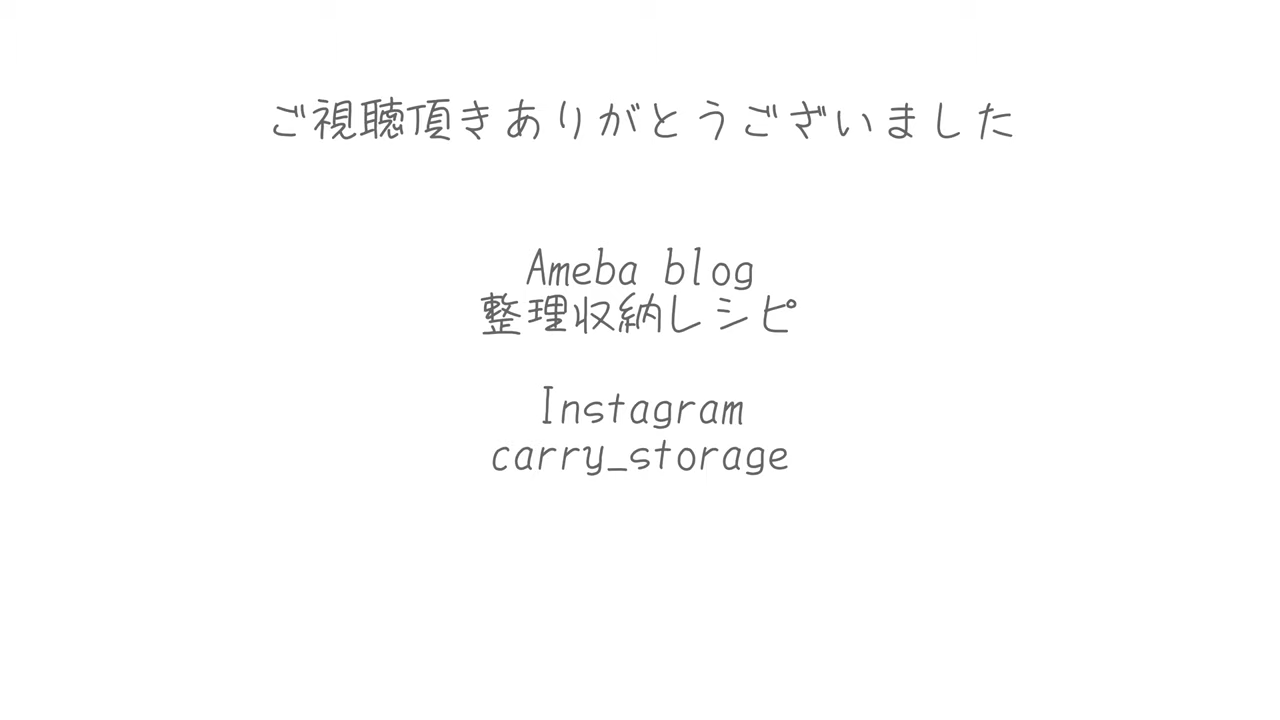 ご視聴頂きありがとうございました
Ameba blog
整理収納レシピ
Instagram
carry_storage